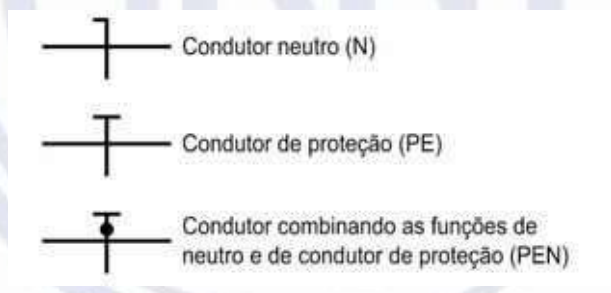 Condutor neutro (N)
Condutor de proteção (PE)
Condutor combinando as funções de
neutro e de condutor de proteção (PEN)